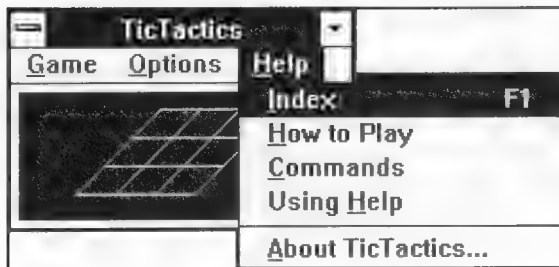 TicTactics
Game Options Help
Index F1
How to Play
Commands
Using Help
About TicTactics...